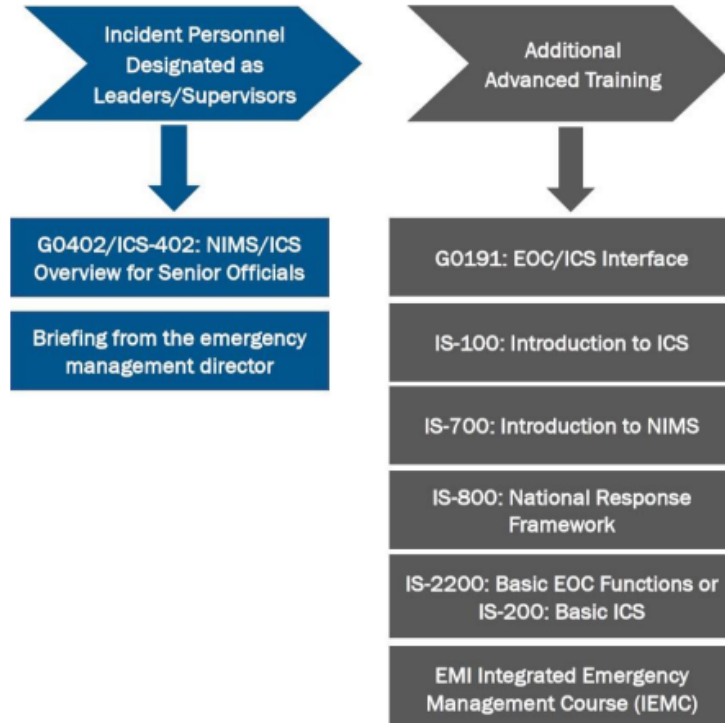 Incident Personnel
Designated as
Leaders/Supervisors
G0402/ICS-402: NIMS/ICS
Overview for Senior Officials
Briefing from the emergency
management director
Additional
Advanced Training
G0191: EOC/ICS Interface
IS-100: Introduction to ICS
IS-700: Introduction to NIMS
IS-800: National Response
Framework
IS-2200: Basic EOC Functions or
IS-200: Basic ICS
EMI Integrated Emergency
Management Course (IEMC)